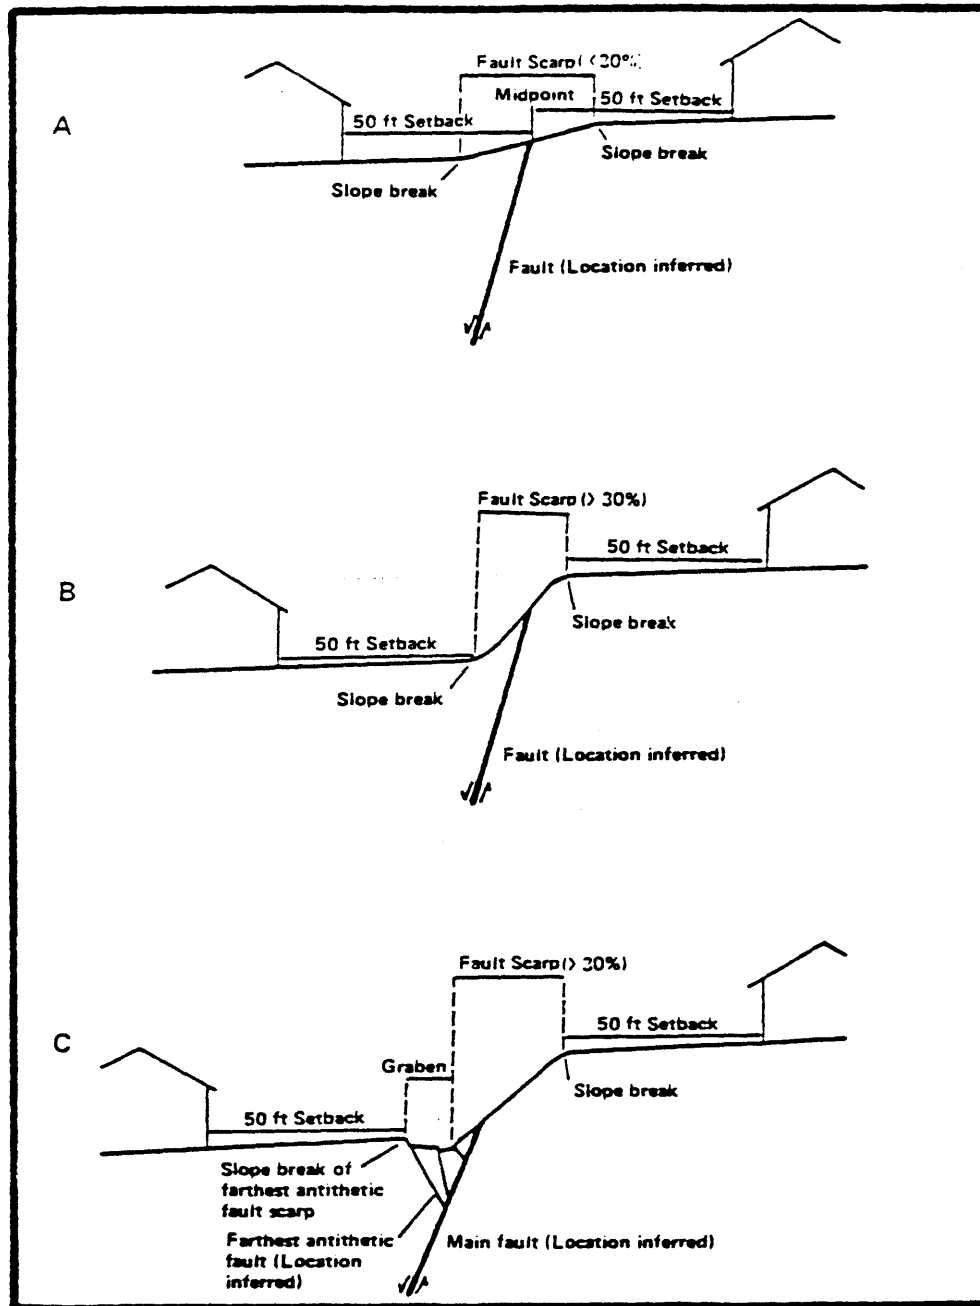 A
Fault Scarp
Midpoint
50 ft Setback
50 ft Setback
Slope break
Slope break
Fault (Location inferred)
B
Fault Scarp (> 30%)
50 ft Setback
Slope break
50 ft Setback
Slope break
Fault (Location inferred)
C
Fault Scarp (> 30%)
50 ft Setback
Slope break
Graben
50 ft Setback
Slope break of
farthest antithetic
fault scarp
Farthest antithetic
fault (Location
inferred)
Main fault (Location inferred)